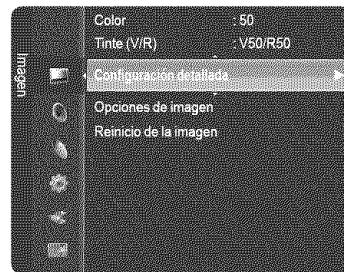 Imagen
Color : 50
Tinte (V/R) : V50/R50
Configuración detallada
Opciones de imagen
Reinicio de la imagen